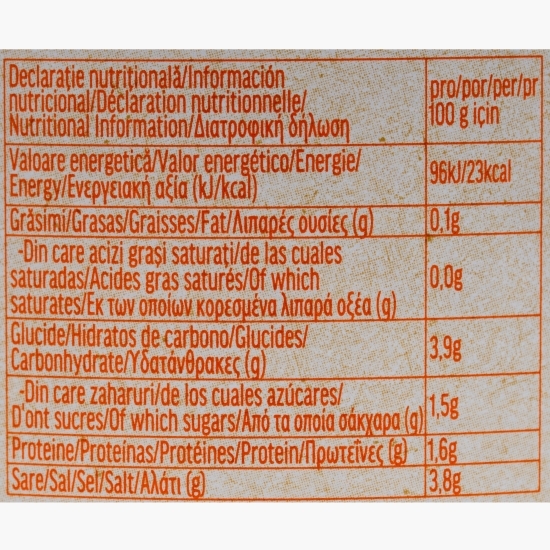 Declaraţie nutriţională/Información
nutricional/Déclaration nutritionnelle/
Nutritional Information/Διατροφική δήλωση
pro/por/per/pr
100 g için
Valoare energetică/Valor energético/Energie/
Energy/Ενεργειακή αξία (kJ/kcal)
96kJ/23kcal
Grăsimi/Grasas/Graisses/Fat/Λιπαρές ουσίες (g)
0,1g
-Din care acizi graşi saturaţi/de las cuales
saturadas/Acides gras saturés/Of which
saturates/Εκ των οποίων κορεσμένα λιπαρά οξέα (g)
0,0g
Glucide/Hidratos de carbono/Glucides/
Carbonhydrate/Υδατάνθρακες (g)
3,9g
-Din care zaharuri/de los cuales azúcares/
D'ont sucres/Of which sugars/Από τα οποία σάκχαρα (g)
1,5g
Proteine/Proteínas/Protéines/Protein/Πρωτεΐνες (g)
1,6g
Sare/Sal/Sel/Salt/Αλάτι (g)
3,8g